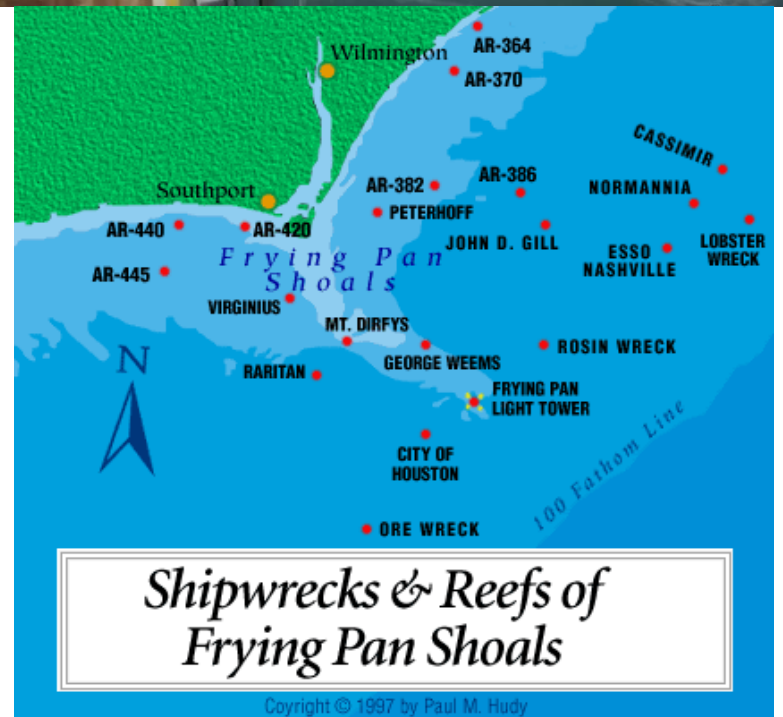 Wilmington
AR-364
AR-370
CASSIMIR
Southport
AR-382
AR-386
NORMANNIA
PETERHOFF
AR-440
AR-420
JOHN D. GILL
LOBSTER
WRECK
ESSO
NASHVILLE
Frying Pan
Shoals
AR-445
VIRGINIUS
MT. DIRFYS
ROSIN WRECK
N
GEORGE WEEMS
RARITAN
FRYING PAN
LIGHT TOWER
CITY OF
HOUSTON
100 Fathom Line
ORE WRECK
Shipwrecks & Reefs of
Frying Pan Shoals
Coyright © 1997 by Paul M. Hudy